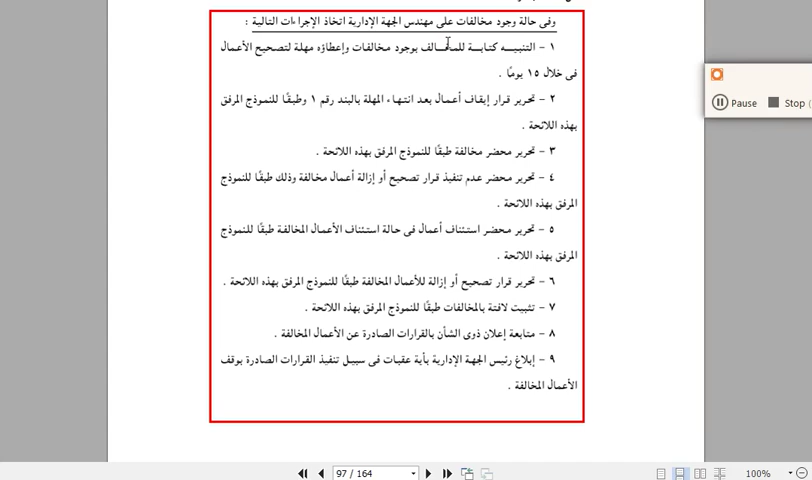 وفى حالة وجود مخالفات على مهندس الجهة الإدارية اتخاذ الإجراءات التالية :
١ - التنبيــه كتابــة للمخــالف بوجود مخالفات وإعطاؤه مهلة لتصحيح الأعمال
فى خلال ١٥ يومًا .
٢ - تحرير قرار إيقاف أعمال بعد انتهاء المهلة بالبند رقم ١ وطبقًا للنموذج المرفق
بهذه اللائحة .
٣ - تحرير محضر مخالفة طبقًا للنموذج المرفق بهذه اللائحة .
٤ - تحرير محضر عدم تنفيذ قرار تصحيح أو إزالة أعمال مخالفة وذلك طبقًا للنموذج
المرفق بهذه اللائحة .
Pause
Stop
٥ - تحرير محضر استئناف أعمال فى حالة استئناف الأعمال المخالفة طبقًا للنموذج
المرفق بهذه اللائحة .
٦ - تحرير قرار تصحيح أو إزالة للأعمال المخالفة طبقًا للنموذج المرفق بهذه اللائحة .
٧ - تثبيت لافتة بالمخالفات طبقًا للنموذج المرفق بهذه اللائحة .
٨ - متابعة إعلان ذوى الشأن بالقرارات الصادرة عن الأعمال المخالفة .
٩ - إبلاغ رئيس الجهة الإدارية بأية عقبات فى سبيـل تنفيذ القرارات الصادرة بوقف
الأعمال المخالفة .
97 / 164
100%